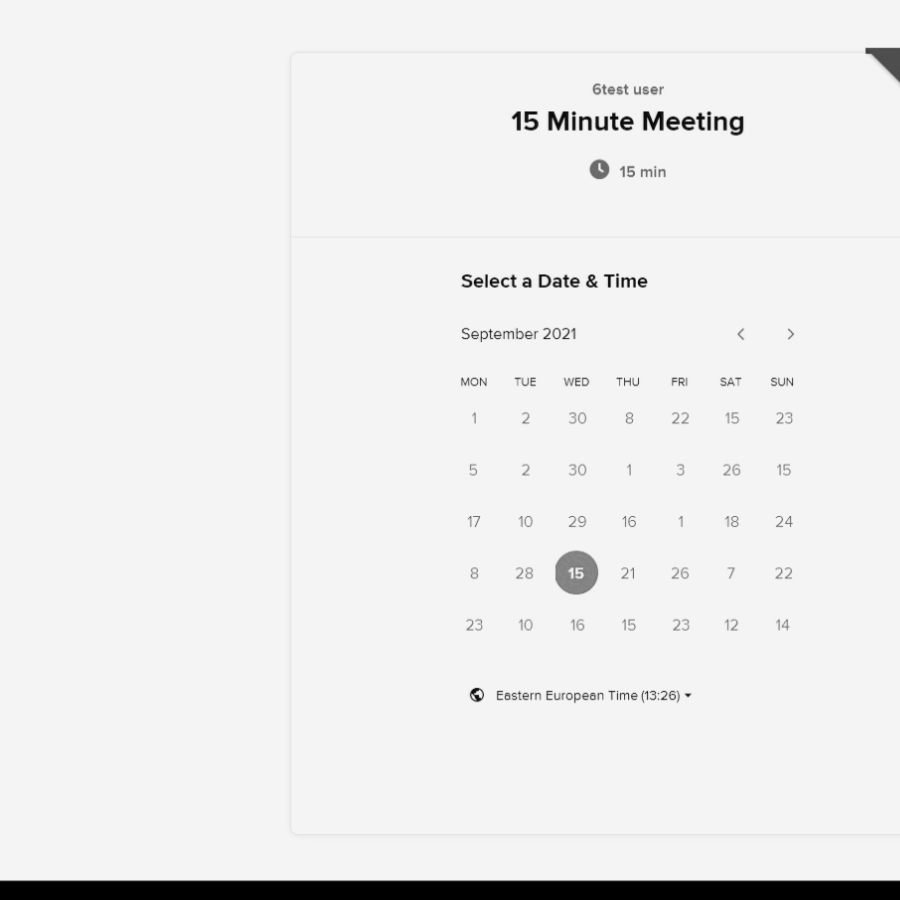 6test user
15 Minute Meeting
15 min
Select a Date & Time
September 2021
MON TUE WED THU FRI SAT SUN
1 2 30 8 22 15 23
5 2 30 1 3 26 15
17 10 29 16 1 18 24
8 28 15 21 26 7 22
23 10 16 15 23 12 14
Eastern European Time (13:26)